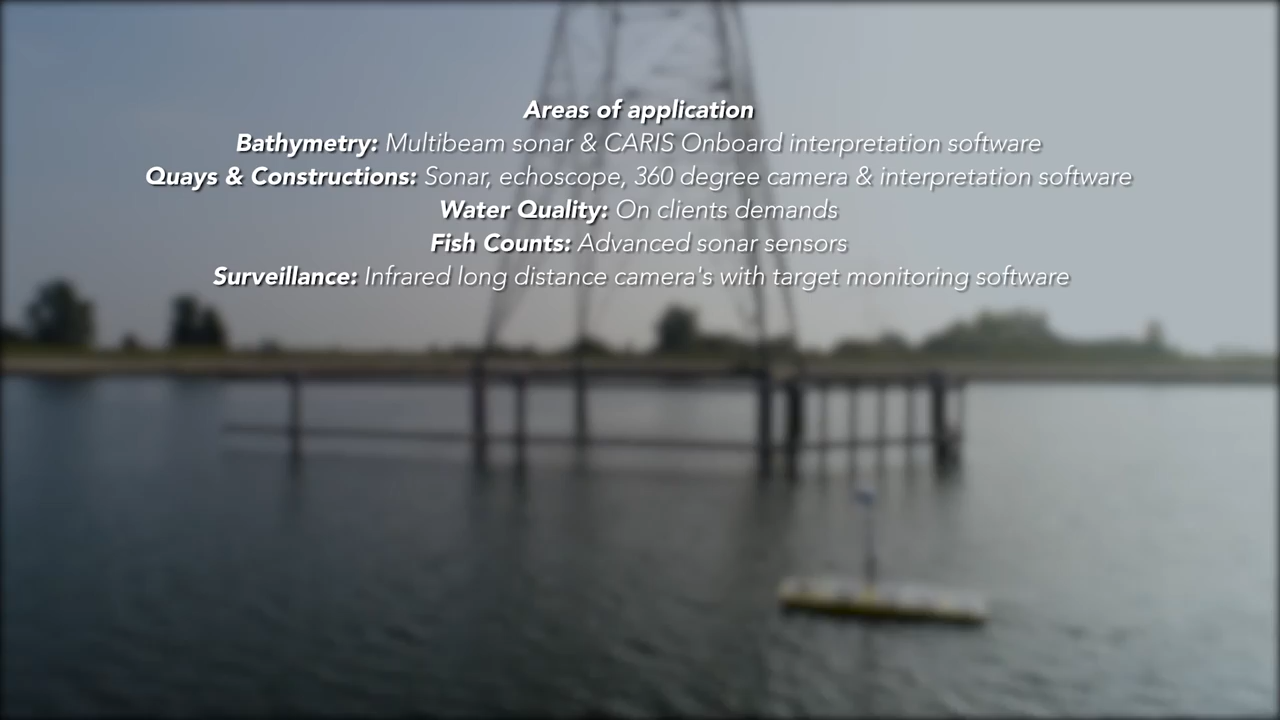 Areas of application
Bathymetry: Multibeam sonar & CARIS Onboard interpretation software
Quays & Constructions: Sonar, echoscope, 360 degree camera & interpretation software
Water Quality: On clients demands
Fish Counts: Advanced sonar sensors
Surveillance: Infrared long distance camera's with target monitoring software